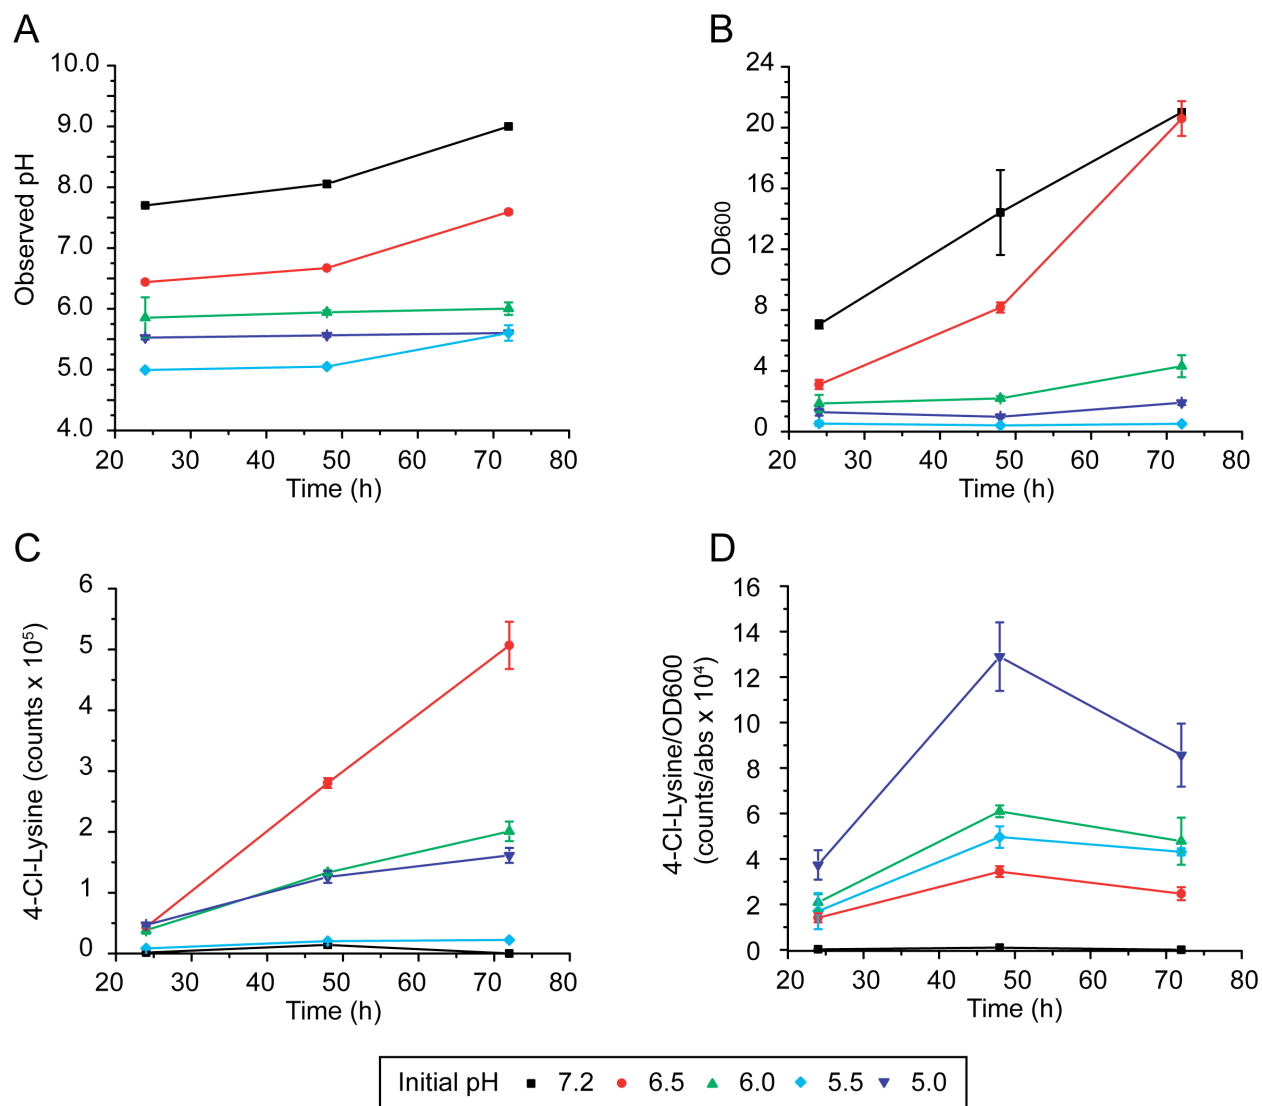 A
Observed pH
10.0
9.0
8.0
7.0
6.0
5.0
4.0
20 30 40 50 60 70 80
Time (h)
B
OD600
24
20
16
12
8
4
0
20 30 40 50 60 70 80
Time (h)
C
4-Cl-Lysine (counts x 10⁵)
6
5
4
3
2
1
0
20 30 40 50 60 70 80
Time (h)
D
4-Cl-Lysine/OD600
(counts/abs x 10⁴)
16
14
12
10
8
6
4
2
0
20 30 40 50 60 70 80
Time (h)
Initial pH 7.2 6.5 6.0 5.5 5.0